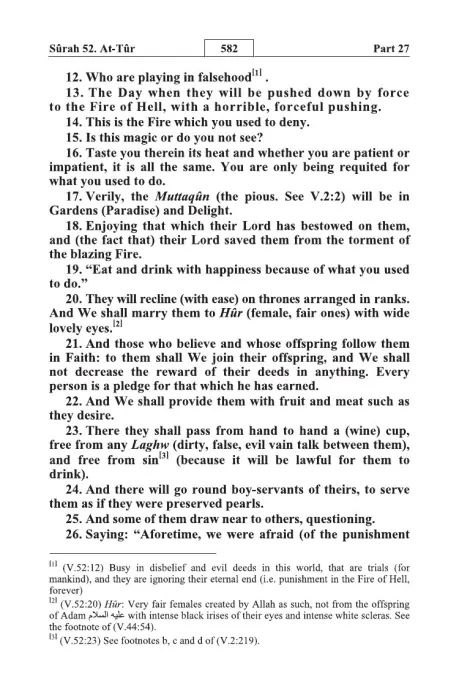 Sûrah 52. At-Tûr 582 Part 27
12. Who are playing in falsehood[1] .
13. The Day when they will be pushed down by force
to the Fire of Hell, with a horrible, forceful pushing.
14. This is the Fire which you used to deny.
15. Is this magic or do you not see?
16. Taste you therein its heat and whether you are patient or
impatient, it is all the same. You are only being requited for
what you used to do.
17. Verily, the Muttaqûn (the pious. See V.2:2) will be in
Gardens (Paradise) and Delight.
18. Enjoying that which their Lord has bestowed on them,
and (the fact that) their Lord saved them from the torment of
the blazing Fire.
19. “Eat and drink with happiness because of what you used
to do.”
20. They will recline (with ease) on thrones arranged in ranks.
And We shall marry them to Hûr (female, fair ones) with wide
lovely eyes.[2]
21. And those who believe and whose offspring follow them
in Faith: to them shall We join their offspring, and We shall
not decrease the reward of their deeds in anything. Every
person is a pledge for that which he has earned.
22. And We shall provide them with fruit and meat such as
they desire.
23. There they shall pass from hand to hand a (wine) cup,
free from any Laghw (dirty, false, evil vain talk between them),
and free from sin[3] (because it will be lawful for them to
drink).
24. And there will go round boy-servants of theirs, to serve
them as if they were preserved pearls.
25. And some of them draw near to others, questioning.
26. Saying: “Aforetime, we were afraid (of the punishment
[1] (V.52:12) Busy in disbelief and evil deeds in this world, that are trials (for
mankind), and they are ignoring their eternal end (i.e. punishment in the Fire of Hell,
forever)
[2] (V.52:20) Hûr: Very fair females created by Allah as such, not from the offspring
of Adam عليه السلام with intense black irises of their eyes and intense white scleras. See
the footnote of (V.44:54).
[3] (V.52:23) See footnotes b, c and d of (V.2:219).